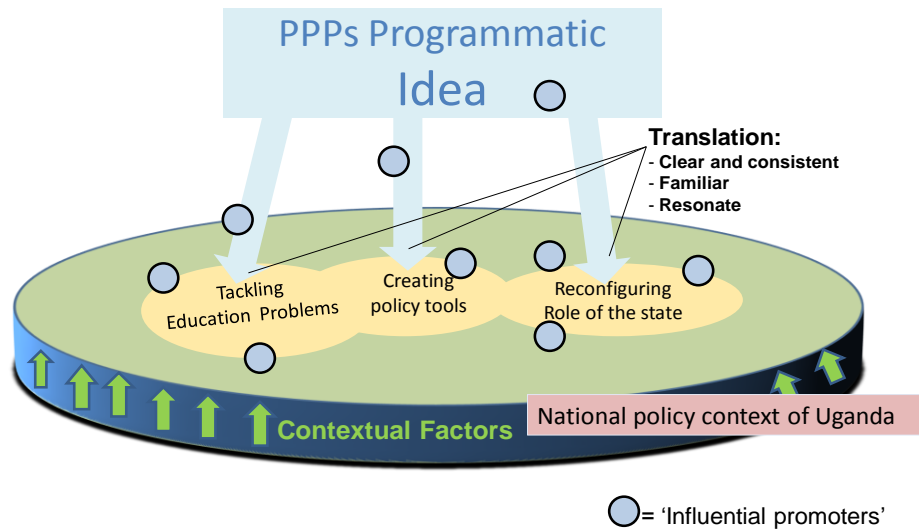 PPPs Programmatic
Idea
Translation:
- Clear and consistent
- Familiar
- Resonate
Tackling
Education Problems
Creating
policy tools
Reconfiguring
Role of the state
Contextual Factors
National policy context of Uganda
= ‘Influential promoters’